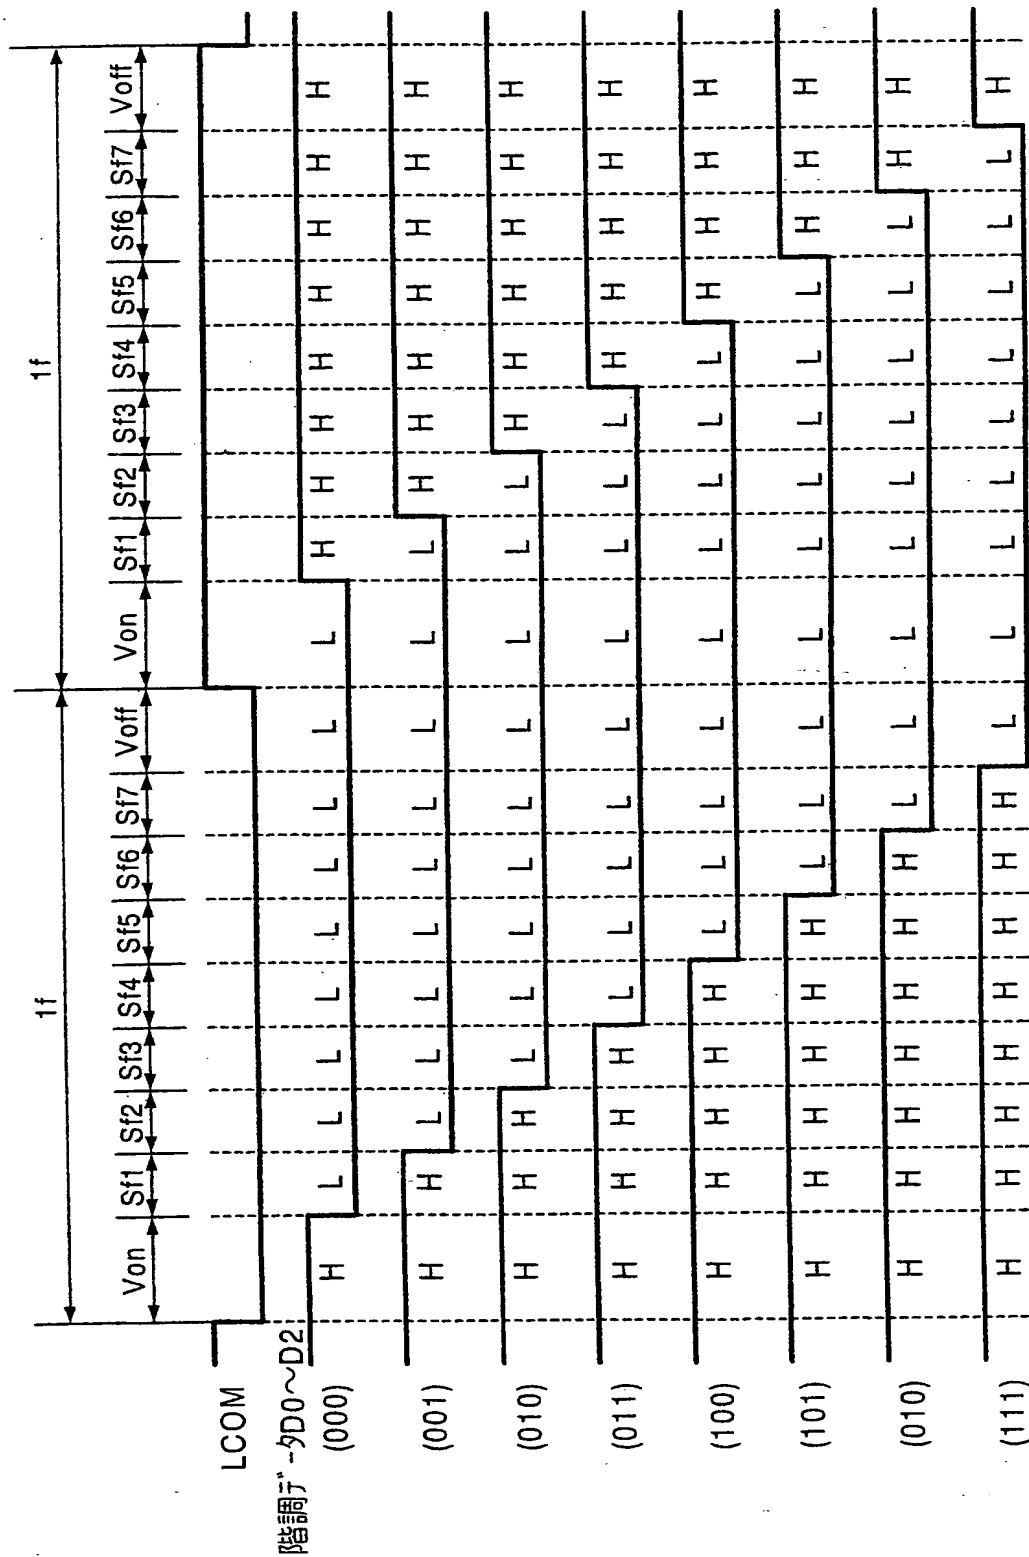 1f 1f
Von Sf1 Sf2 Sf3 Sf4 Sf5 Sf6 Sf7 Voff Von Sf1 Sf2 Sf3 Sf4 Sf5 Sf6 Sf7 Voff
LCOM
階調ﾃﾞｰﾀD0～D2
(000) H L L L L L L L L L H H H H H H H H
(001) H H L L L L L L L L L H H H H H H H
(010) H H H L L L L L L L L L H H H H H H
(011) H H H H L L L L L L L L L H H H H H
(100) H H H H H L L L L L L L L L H H H H
(101) H H H H H H L L L L L L L L L H H H
(010) H H H H H H H L L L L L L L L L H H
(111) H H H H H H H H L L L L L L L L L H